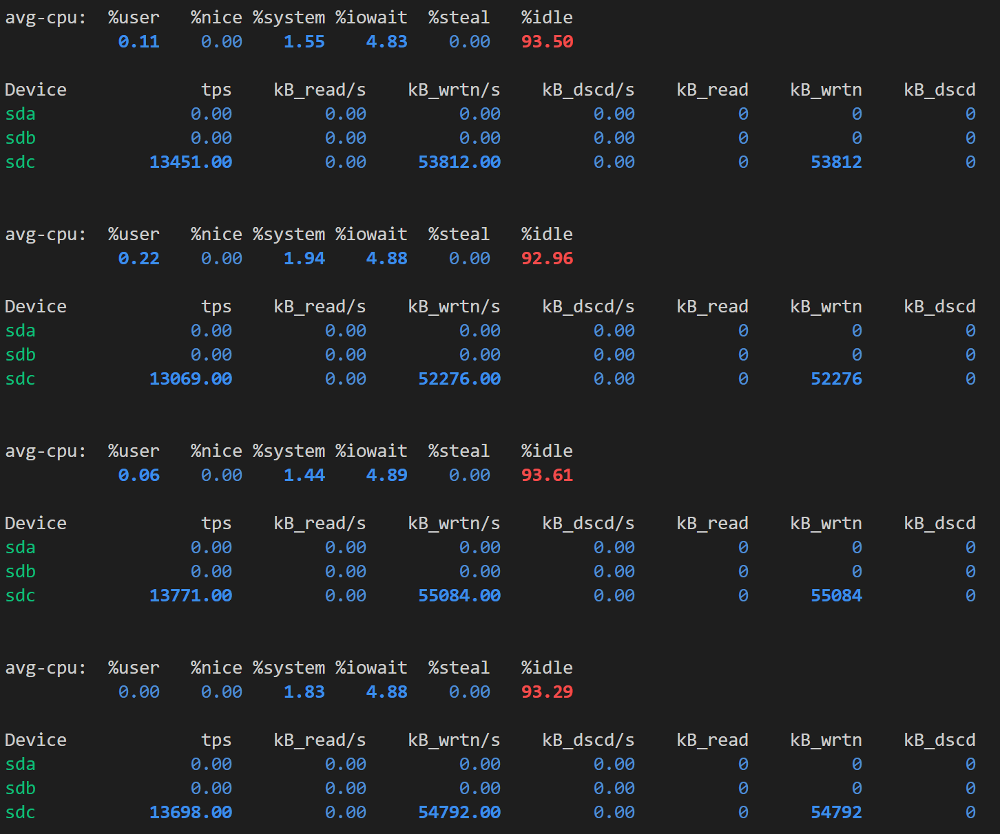 avg-cpu:  %user   %nice %system %iowait  %steal   %idle
           0.11    0.00    1.55    4.83    0.00   93.50
Device             tps    kB_read/s    kB_wrtn/s    kB_dscd/s    kB_read    kB_wrtn    kB_dscd
sda               0.00         0.00         0.00         0.00          0          0          0
sdb               0.00         0.00         0.00         0.00          0          0          0
sdc           13451.00         0.00     53812.00         0.00          0      53812          0
avg-cpu:  %user   %nice %system %iowait  %steal   %idle
           0.22    0.00    1.94    4.88    0.00   92.96
Device             tps    kB_read/s    kB_wrtn/s    kB_dscd/s    kB_read    kB_wrtn    kB_dscd
sda               0.00         0.00         0.00         0.00          0          0          0
sdb               0.00         0.00         0.00         0.00          0          0          0
sdc           13069.00         0.00     52276.00         0.00          0      52276          0
avg-cpu:  %user   %nice %system %iowait  %steal   %idle
           0.06    0.00    1.44    4.89    0.00   93.61
Device             tps    kB_read/s    kB_wrtn/s    kB_dscd/s    kB_read    kB_wrtn    kB_dscd
sda               0.00         0.00         0.00         0.00          0          0          0
sdb               0.00         0.00         0.00         0.00          0          0          0
sdc           13771.00         0.00     55084.00         0.00          0      55084          0
avg-cpu:  %user   %nice %system %iowait  %steal   %idle
           0.00    0.00    1.83    4.88    0.00   93.29
Device             tps    kB_read/s    kB_wrtn/s    kB_dscd/s    kB_read    kB_wrtn    kB_dscd
sda               0.00         0.00         0.00         0.00          0          0          0
sdb               0.00         0.00         0.00         0.00          0          0          0
sdc           13698.00         0.00     54792.00         0.00          0      54792          0